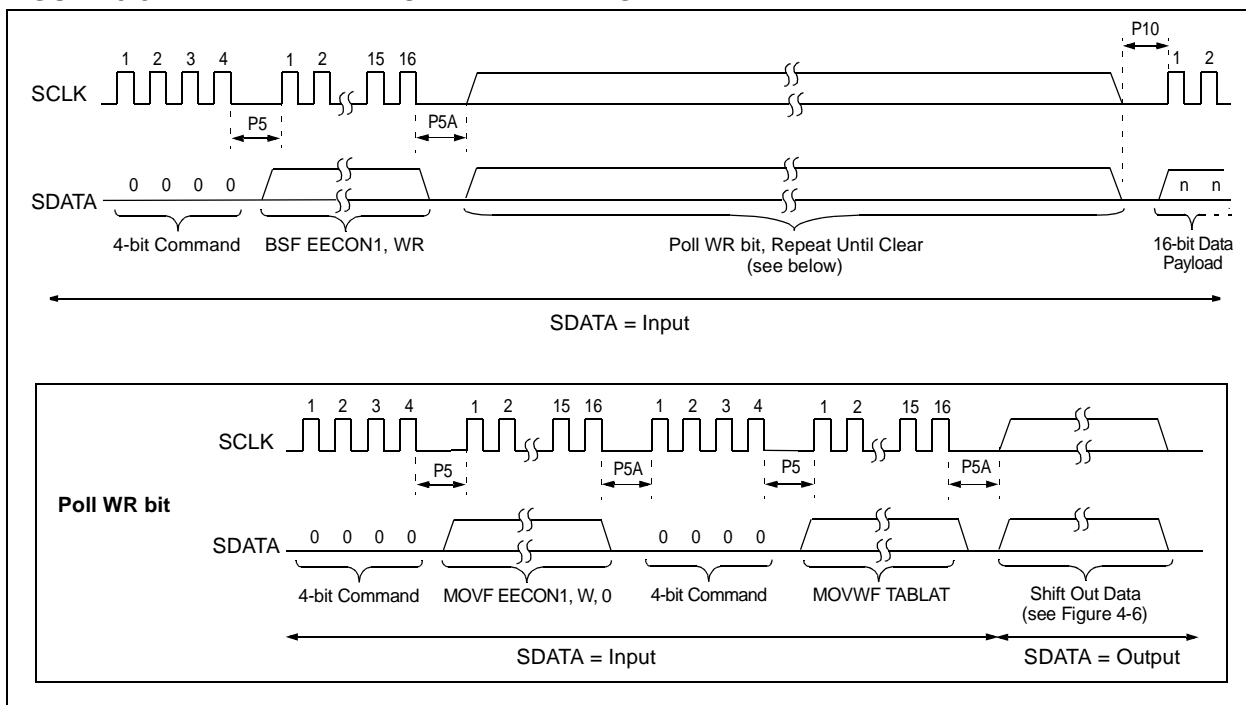 P10
1 2 3 4 1 2 15 16 1 2
SCLK
P5 P5A
SDATA 0 0 0 0 n n
4-bit Command BSF EECON1, WR Poll WR bit, Repeat Until Clear 16-bit Data
(see below) Payload
SDATA = Input
1 2 3 4 1 2 15 16 1 2 3 4 1 2 15 16
SCLK
P5 P5A P5 P5A
Poll WR bit
SDATA 0 0 0 0 0 0 0 0
4-bit Command MOVF EECON1, W, 0 4-bit Command MOVWF TABLAT Shift Out Data
(see Figure 4-6)
SDATA = Input SDATA = Output